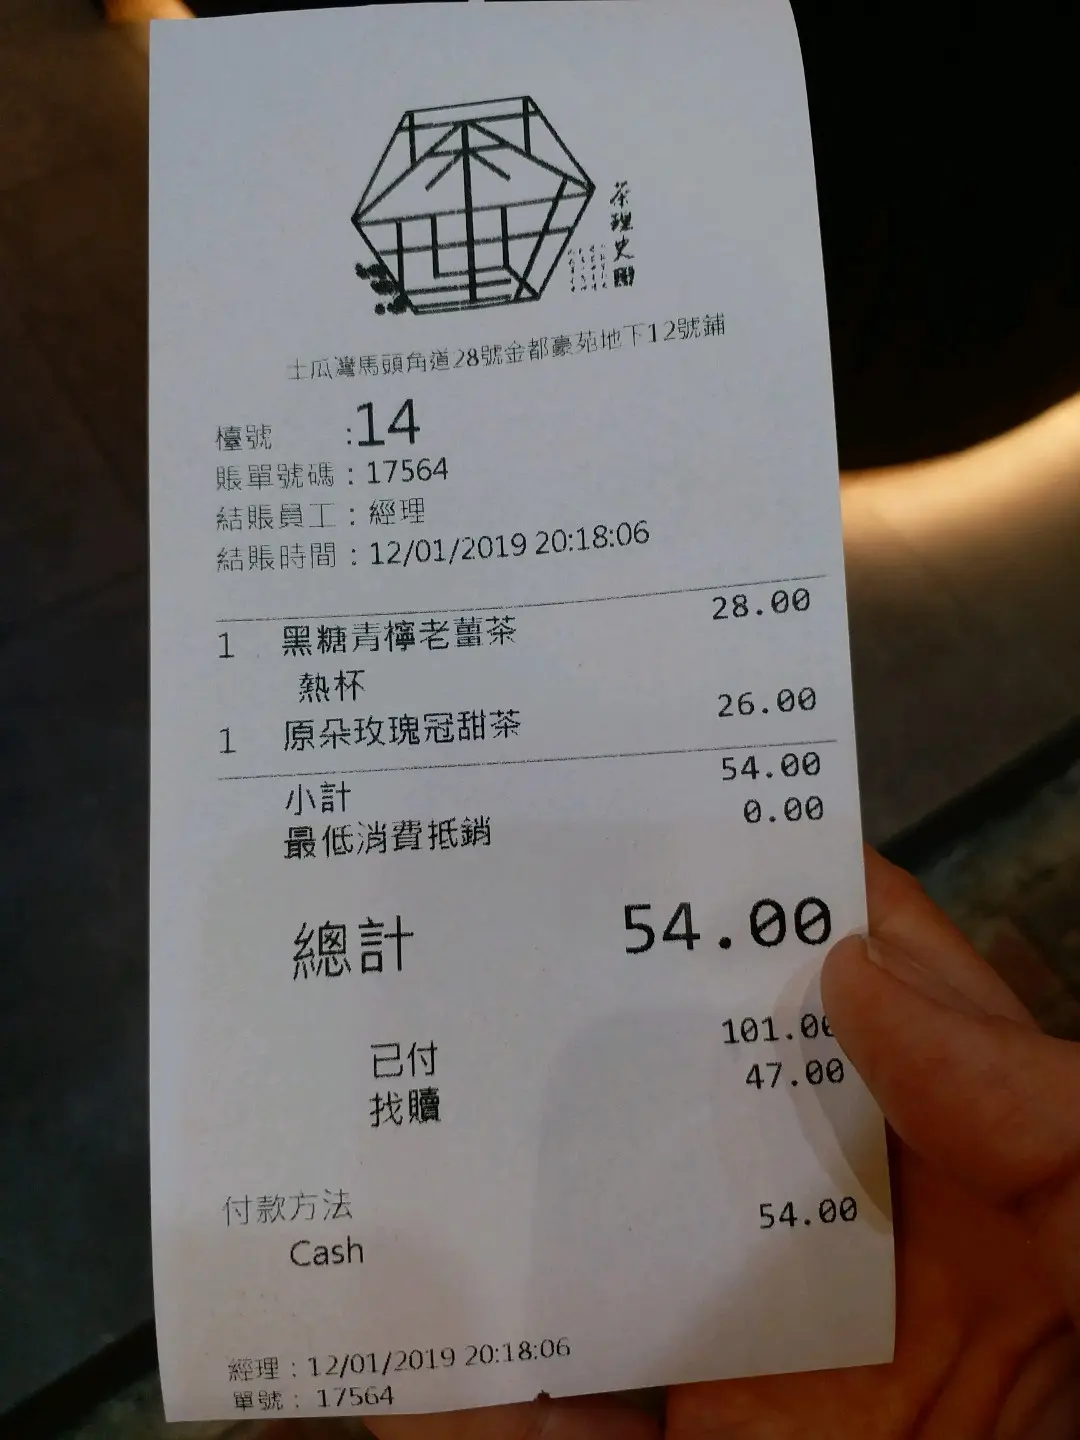 茶理史園
土瓜灣馬頭角道28號金都豪苑地下12號鋪
檯號 :14
賬單號碼 : 17564
結賬員工 : 經理
結賬時間 : 12/01/2019 20:18:06
1 黑糖青檸老薑茶 28.00
熱杯
1 原朵玫瑰冠甜茶 26.00
小計 54.00
最低消費抵銷 0.00
總計 54.00
已付 101.00
找贖 47.00
付款方法
Cash 54.00
經理 : 12/01/2019 20:18:06
單號 : 17564